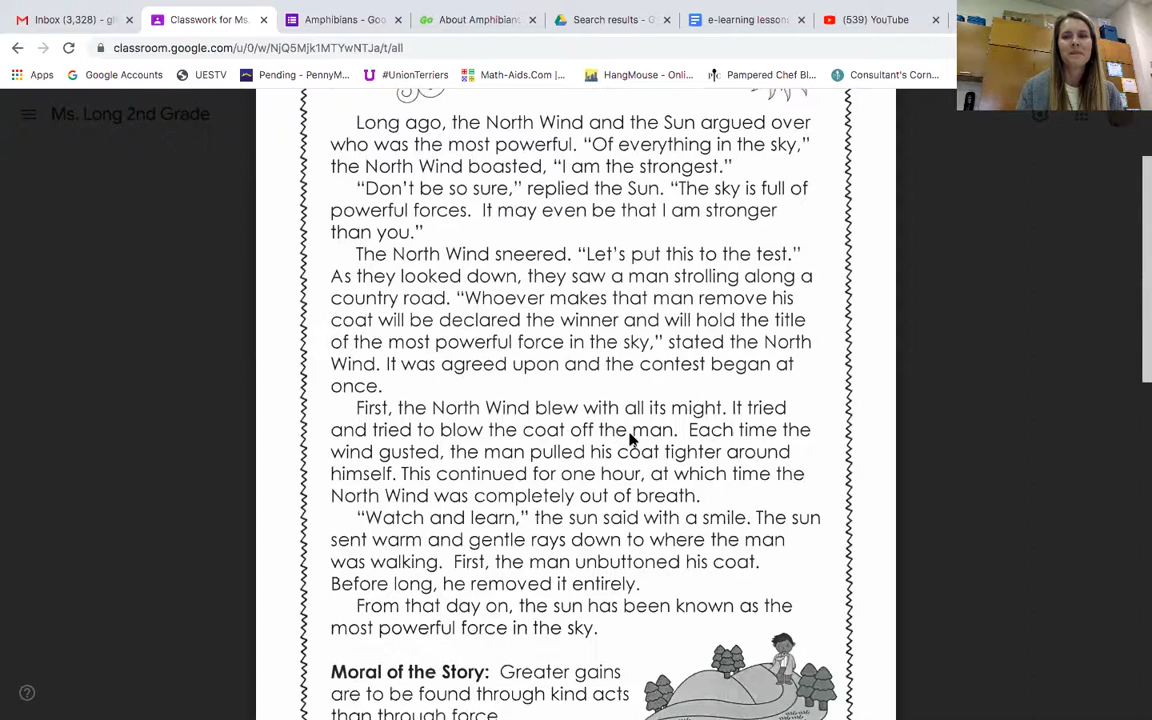 Inbox (3,328) - gl
Classwork for Ms.
Amphibians - Goo
About Amphibians
Search results - G
e-learning lessons
(539) YouTube
classroom.google.com/u/0/w/NjQ5Mjk1MTYwNTJa/t/all
Apps
Google Accounts
UESTV
Pending - PennyM...
#UnionTerriers
Math-Aids.Com |...
HangMouse - Onli...
Pampered Chef Bl...
Consultant's Corn...
Ms. Long 2nd Grade
Long ago, the North Wind and the Sun argued over
who was the most powerful. “Of everything in the sky,”
the North Wind boasted, “I am the strongest.”
“Don’t be so sure,” replied the Sun. “The sky is full of
powerful forces. It may even be that I am stronger
than you.”
The North Wind sneered. “Let’s put this to the test.”
As they looked down, they saw a man strolling along a
country road. “Whoever makes that man remove his
coat will be declared the winner and will hold the title
of the most powerful force in the sky,” stated the North
Wind. It was agreed upon and the contest began at
once.
First, the North Wind blew with all its might. It tried
and tried to blow the coat off the man. Each time the
wind gusted, the man pulled his coat tighter around
himself. This continued for one hour, at which time the
North Wind was completely out of breath.
“Watch and learn,” the sun said with a smile. The sun
sent warm and gentle rays down to where the man
was walking. First, the man unbuttoned his coat.
Before long, he removed it entirely.
From that day on, the sun has been known as the
most powerful force in the sky.
Moral of the Story: Greater gains
are to be found through kind acts
than through force.